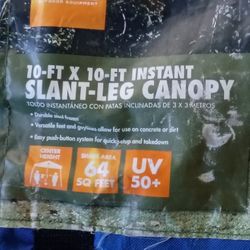 OUTDOOR EQUIPMENT
10-FT X 10-FT INSTANT
SLANT-LEG CANOPY
TOLDO INSTANTÁNEO CON PATAS INCLINADAS DE 3 X 3 METROS
• Durable steel frame
• Versatile feet and guylines allow for use on concrete or dirt
• Easy push-button system for quick setup and takedown
CENTER
HEIGHT
SHADE AREA
64
SQ FEET
UV
50+